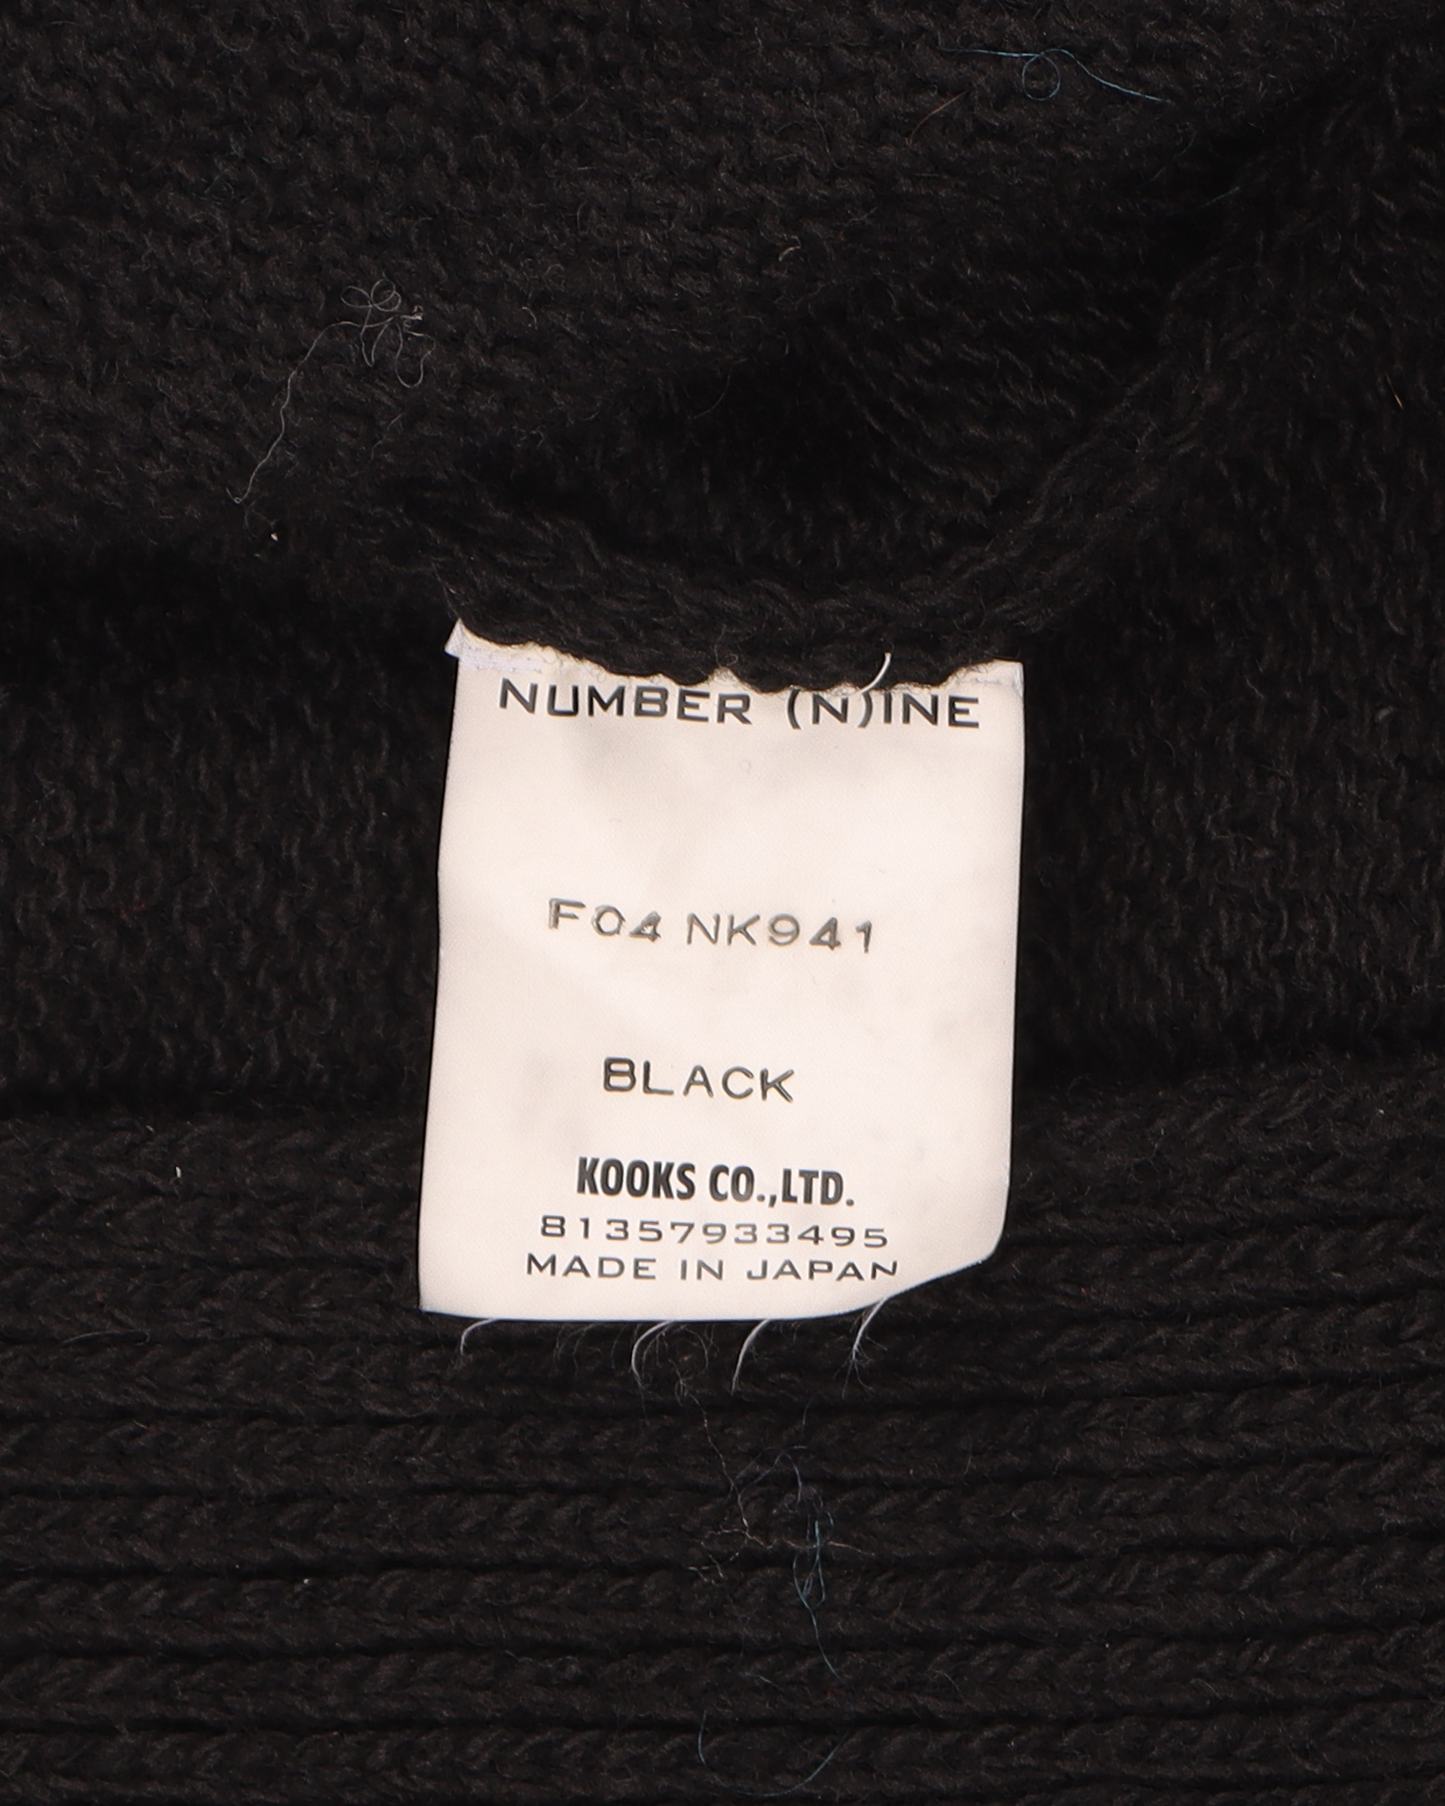 NUMBER (N)INE
F04 NK941
BLACK
KOOKS CO.,LTD.
81357933495
MADE IN JAPAN